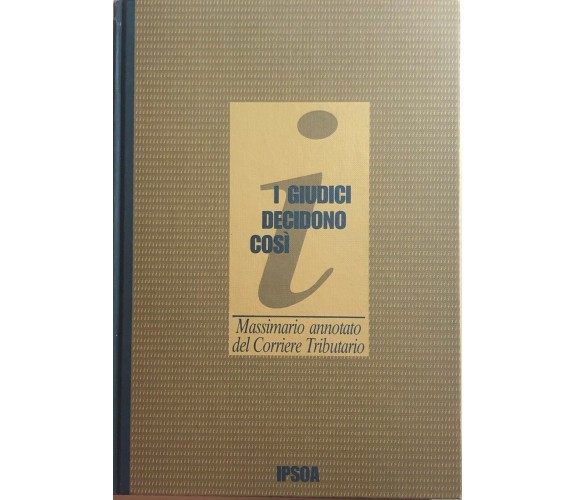 i
I GIUDICI
DECIDONO
COSÌ
Massimario annotato
del Corriere Tributario
IPSOA